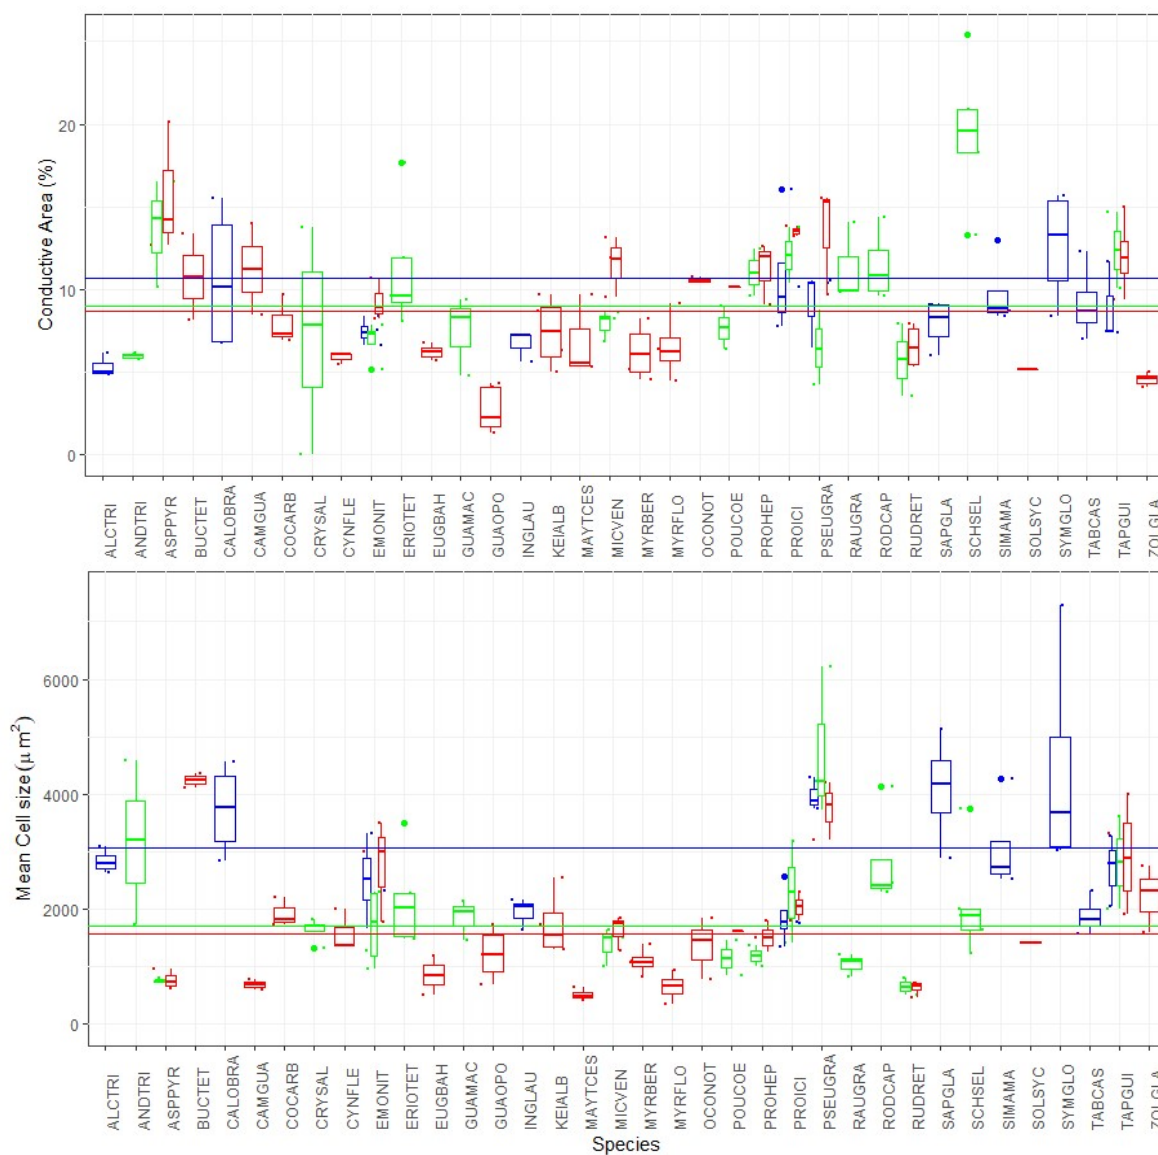 Conductive Area (%)
20
10
0
ALCTRI
ANDTRI
ASPPYR
BUCTET
CALOBRA
CAMGUA
COCARB
CRYSAL
CYNFLE
EMONIT
ERIOTET
EUGBAH
GUAMAC
GUAOPO
INGLAU
KEIALB
MAYTCES
MICVEN
MYRBER
MYRFLO
OCONOT
POUCOE
PROHEP
PROICI
PSEUGRA
RAUGRA
RODCAP
RUDRET
SAPGLA
SCHSEL
SIMAMA
SOLSYC
SYMGLO
TABCAS
TAPGUI
ZOLGLA
Mean Cell size (μ m²)
6000
4000
2000
0
ALCTRI
ANDTRI
ASPPYR
BUCTET
CALOBRA
CAMGUA
COCARB
CRYSAL
CYNFLE
EMONIT
ERIOTET
EUGBAH
GUAMAC
GUAOPO
INGLAU
KEIALB
MAYTCES
MICVEN
MYRBER
MYRFLO
OCONOT
POUCOE
PROHEP
PROICI
PSEUGRA
RAUGRA
RODCAP
RUDRET
SAPGLA
SCHSEL
SIMAMA
SOLSYC
SYMGLO
TABCAS
TAPGUI
ZOLGLA
Species